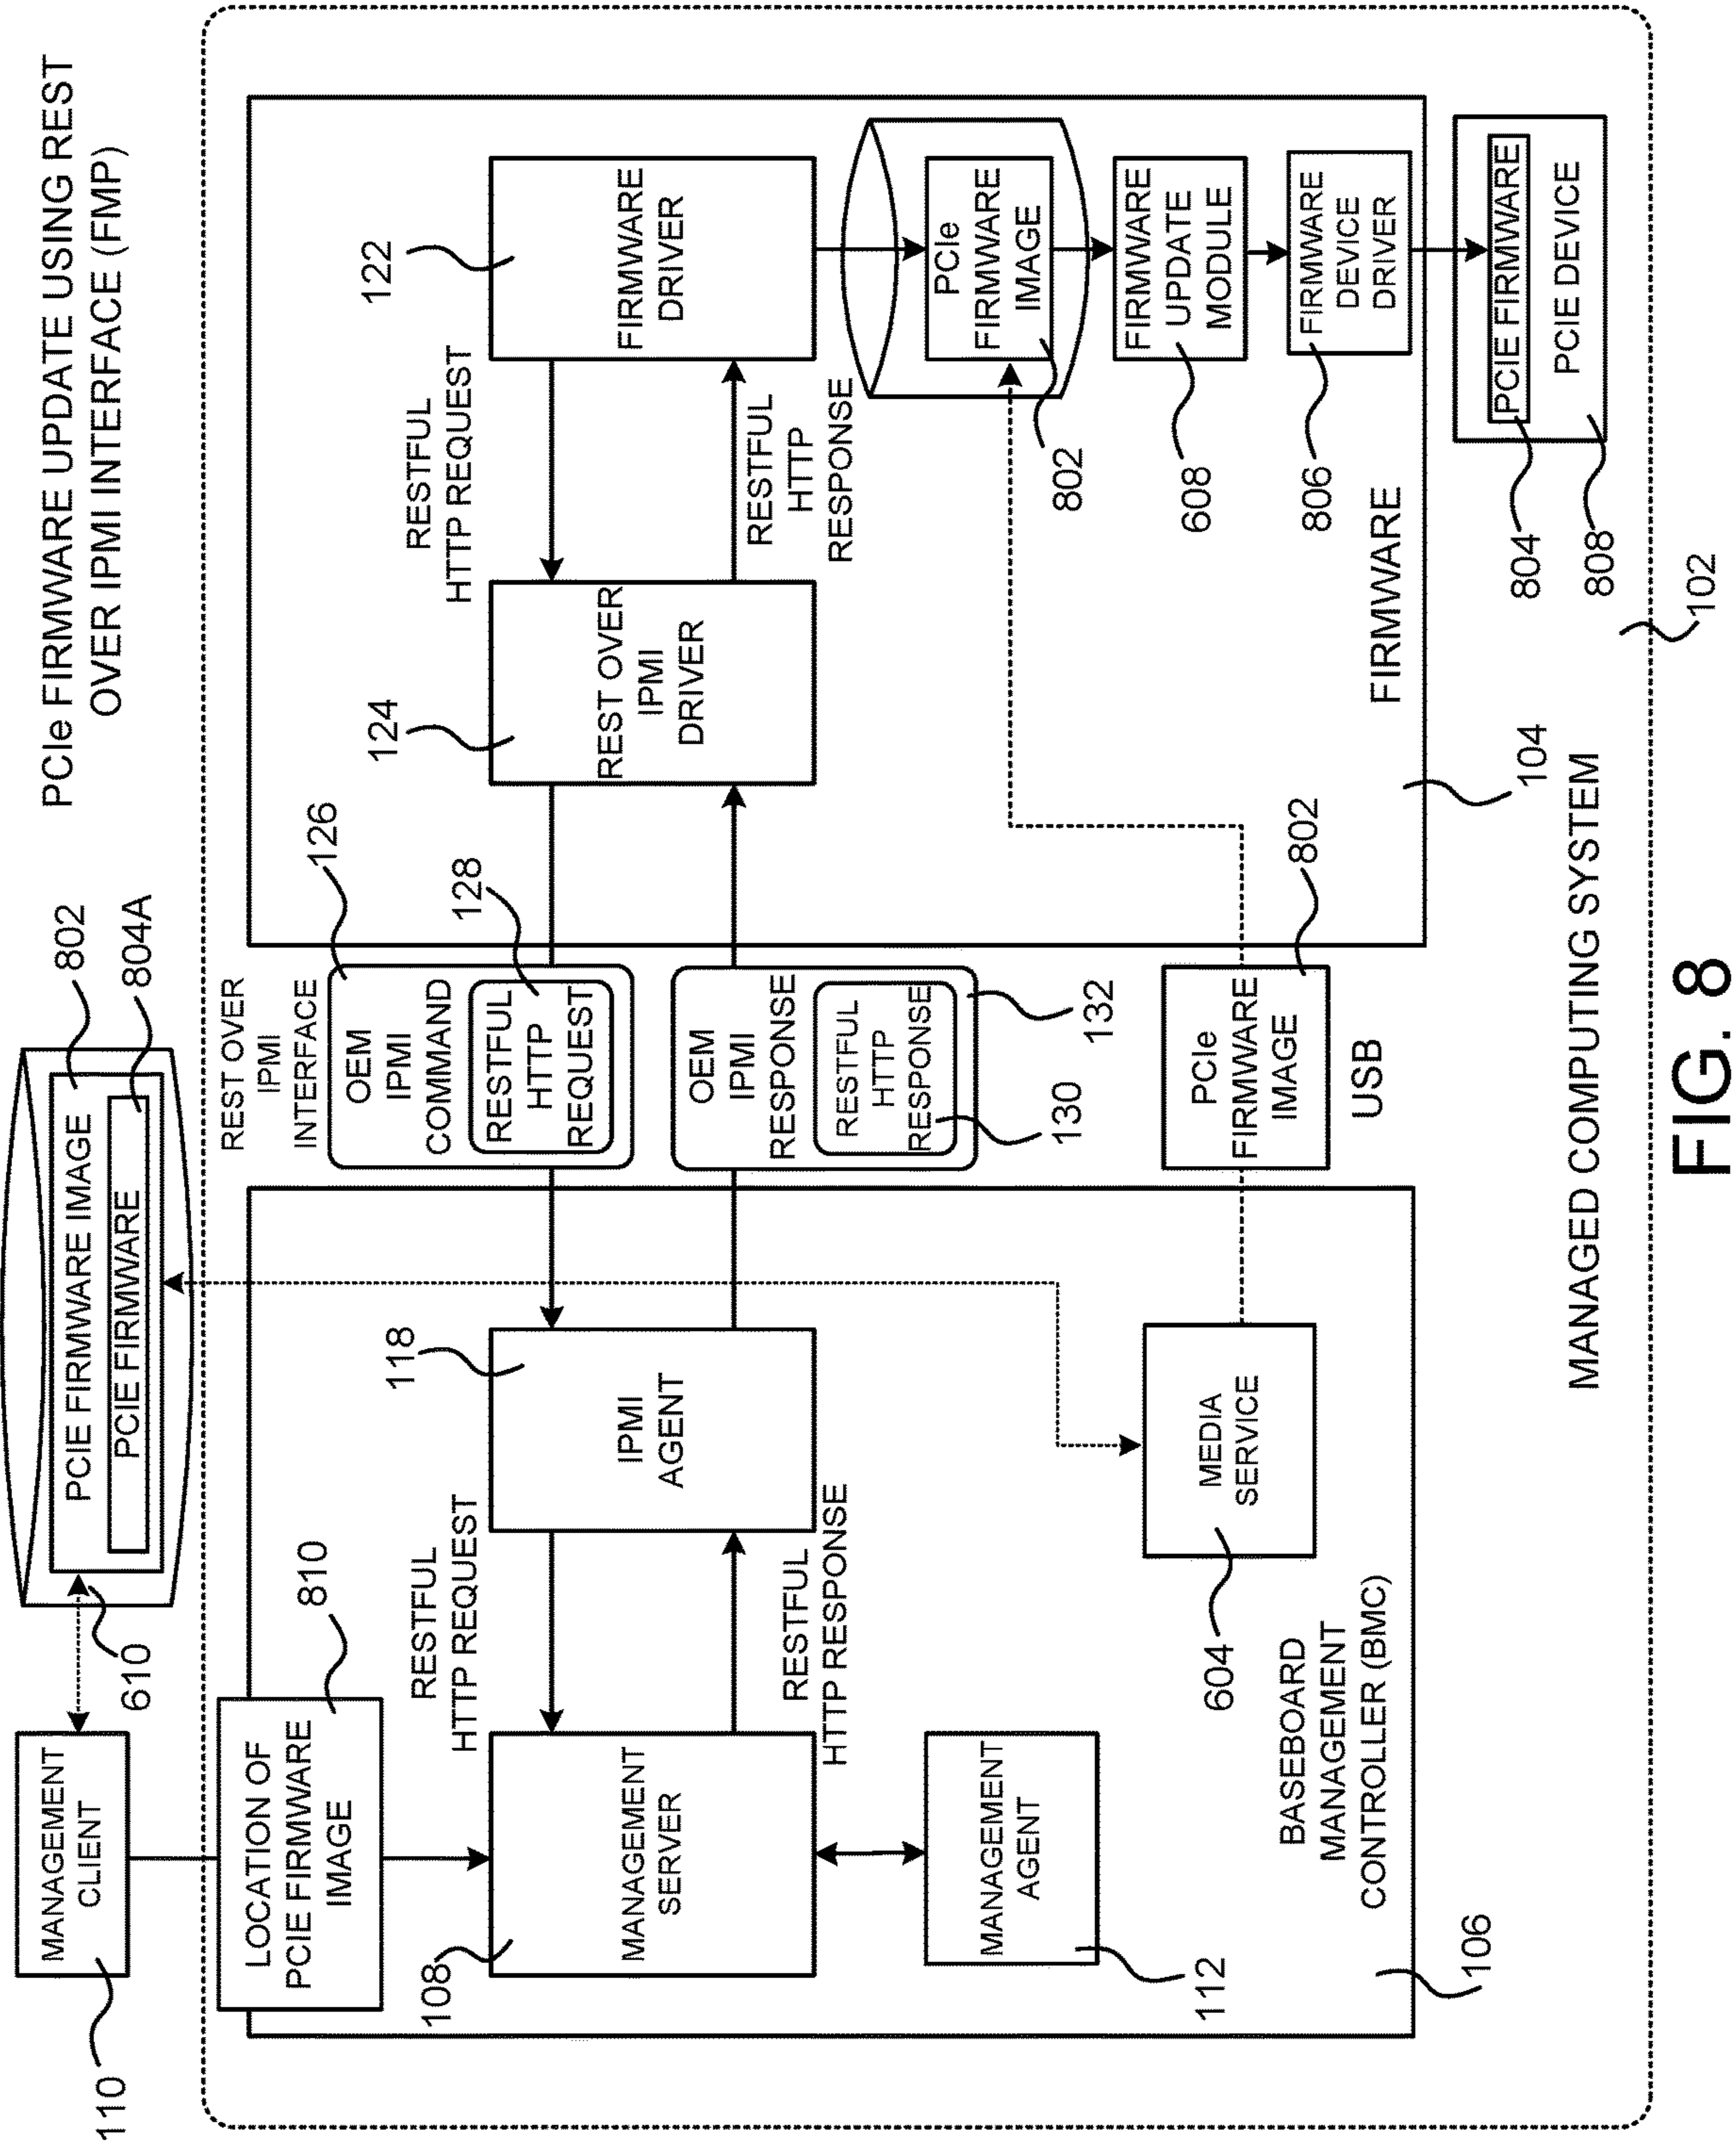 PCIe FIRMWARE UPDATE USING REST
OVER IPMI INTERFACE (FMP)
110
MANAGEMENT
CLIENT
610
PCIE FIRMWARE IMAGE
PCIE FIRMWARE
802
804A
LOCATION OF
PCIE FIRMWARE
IMAGE
810
REST OVER
IPMI
INTERFACE
126
OEM
IPMI
COMMAND
128
RESTFUL
HTTP
REQUEST
108
MANAGEMENT
SERVER
RESTFUL
HTTP REQUEST
RESTFUL
HTTP RESPONSE
118
IPMI
AGENT
OEM
IPMI
RESPONSE
RESTFUL
HTTP
RESPONSE
130
132
124
REST OVER
IPMI
DRIVER
RESTFUL
HTTP REQUEST
RESTFUL
HTTP
RESPONSE
122
FIRMWARE
DRIVER
PCIe
FIRMWARE
IMAGE
802
112
MANAGEMENT
AGENT
604
MEDIA
SERVICE
PCIe
FIRMWARE
IMAGE
802
USB
608
FIRMWARE
UPDATE
MODULE
806
FIRMWARE
DEVICE
DRIVER
BASEBOARD
MANAGEMENT
CONTROLLER (BMC)
106
FIRMWARE
104
804
PCIE FIRMWARE
PCIE DEVICE
808
MANAGED COMPUTING SYSTEM
102
FIG. 8